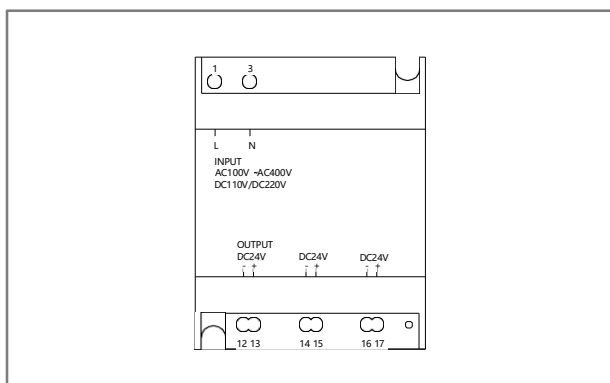 1 3
L N
INPUT
AC100V ~AC400V
DC110V/DC220V
OUTPUT
DC24V DC24V DC24V
- + - + - +
12 13 14 15 16 17